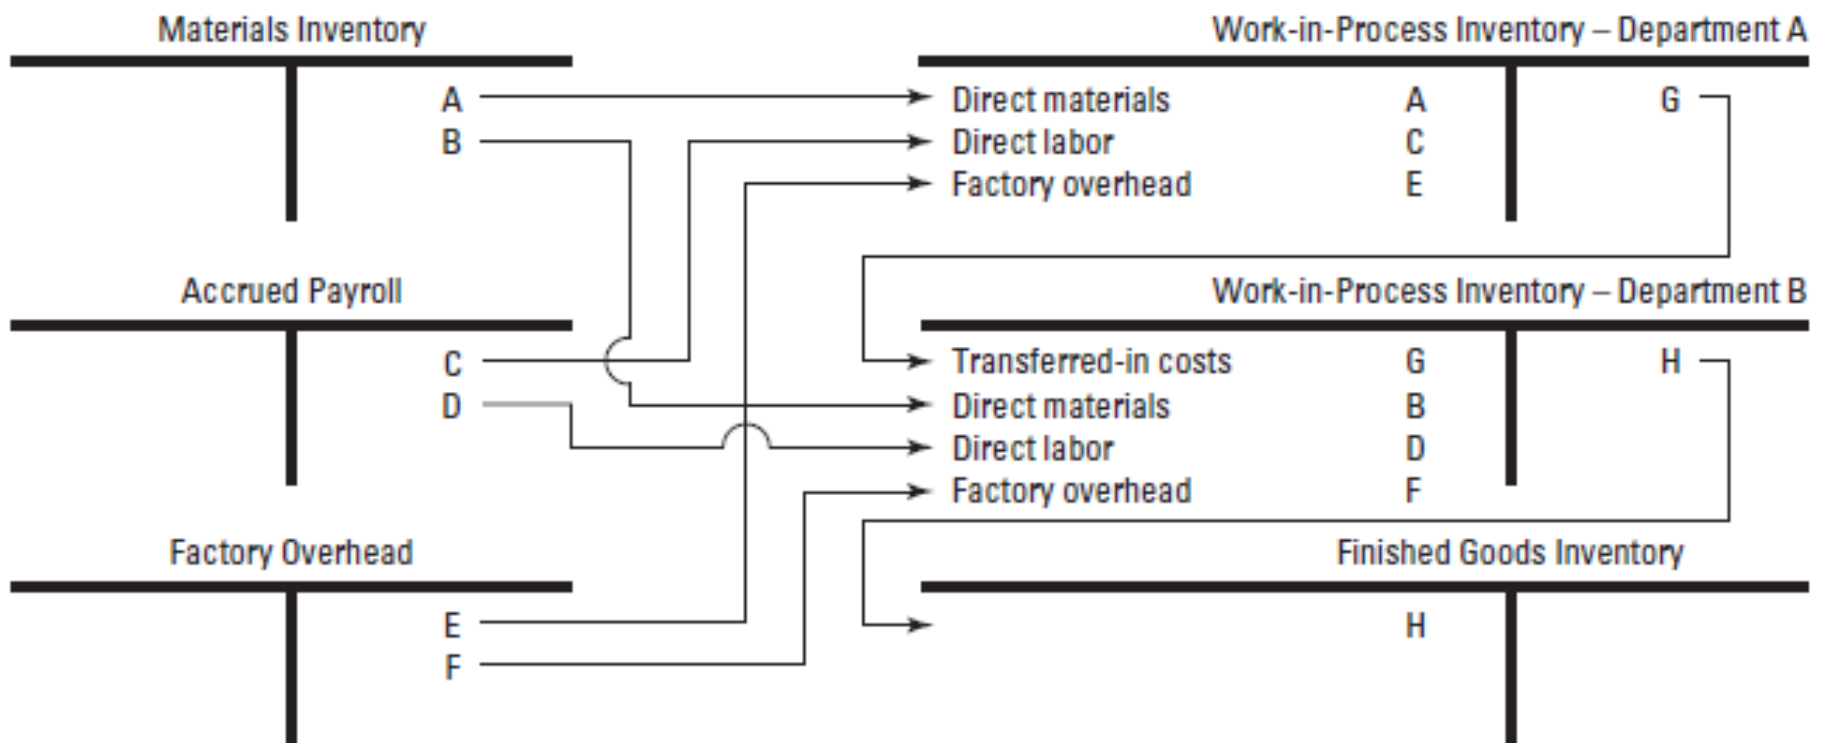 Materials Inventory
Work-in-Process Inventory – Department A
A
Direct materials A G
B
Direct labor C
Factory overhead E
Accrued Payroll
Work-in-Process Inventory – Department B
C
Transferred-in costs G H
D
Direct materials B
Direct labor D
Factory overhead F
Factory Overhead
Finished Goods Inventory
E
H
F